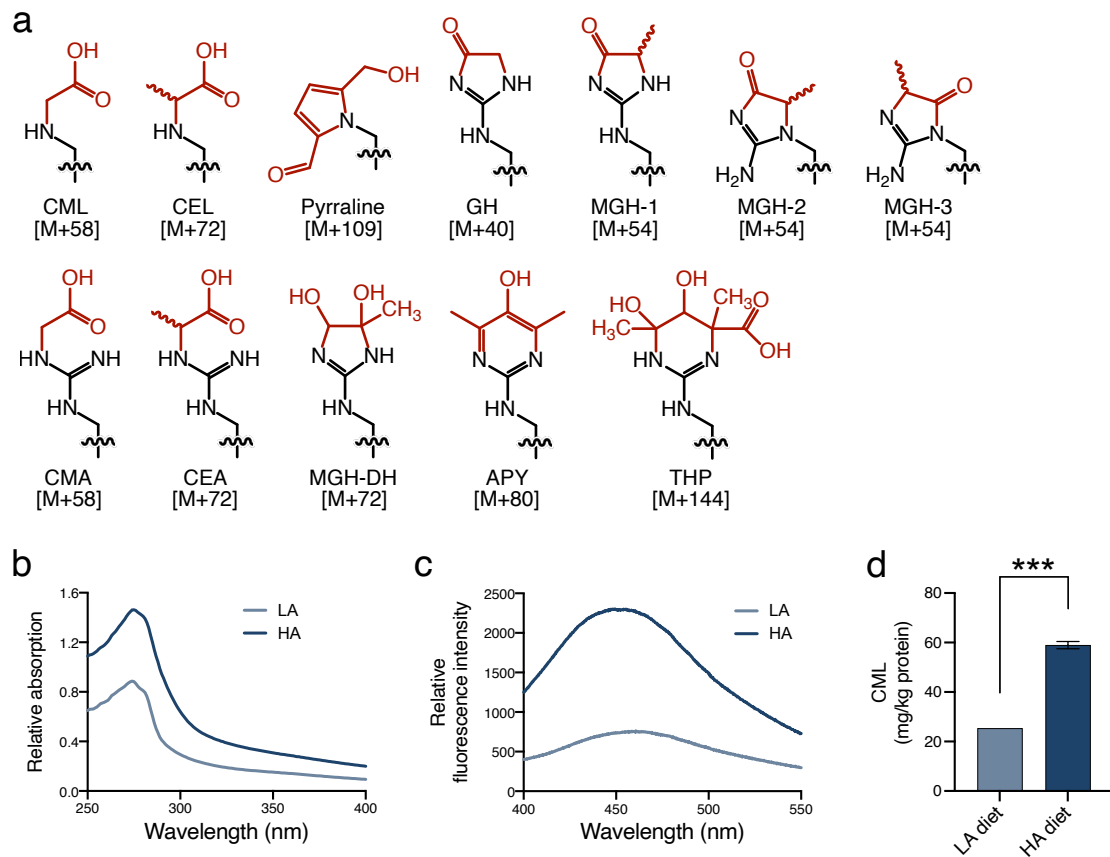 a
OH
O
HN
CML
[M+58]
OH
O
HN
CEL
[M+72]
OH
N
O
Pyrraline
[M+109]
O
N
NH
HN
GH
[M+40]
O
N
NH
HN
MGH-1
[M+54]
O
N
N
H2N
MGH-2
[M+54]
O
N
N
H2N
MGH-3
[M+54]
OH
O
HN
NH
HN
CMA
[M+58]
OH
O
HN
NH
HN
CEA
[M+72]
HO
OH
CH3
N
NH
HN
MGH-DH
[M+72]
OH
N
N
HN
APY
[M+80]
HO
OH
CH3
O
H3C
OH
HN
N
HN
THP
[M+144]
b
Relative absorption
1.6
1.2
0.8
0.4
0.0
250
300
350
400
Wavelength (nm)
LA
HA
c
Relative
fluorescence intensity
2500
2000
1500
1000
500
0
400
450
500
550
Wavelength (nm)
LA
HA
d
***
CML
(mg/kg protein)
80
60
40
20
0
LA diet
HA diet